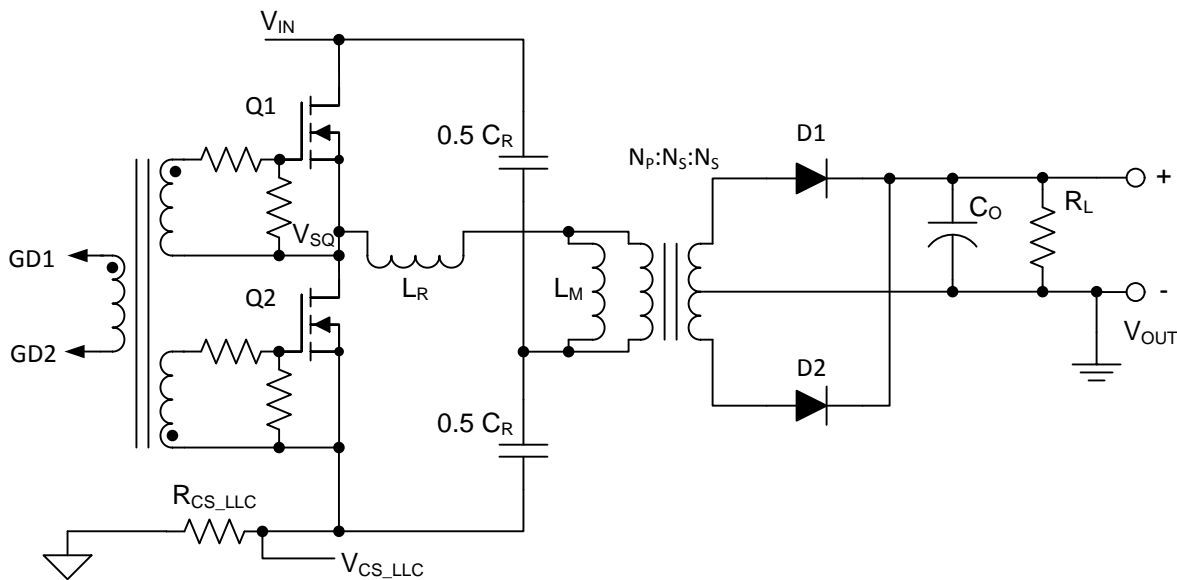 V_IN
Q1
0.5 C_R
D1
N_P:N_S:N_S
+
C_O
R_L
V_SQ
GD1
L_R
L_M
Q2
-
V_OUT
GD2
D2
0.5 C_R
R_CS_LLC
V_CS_LLC